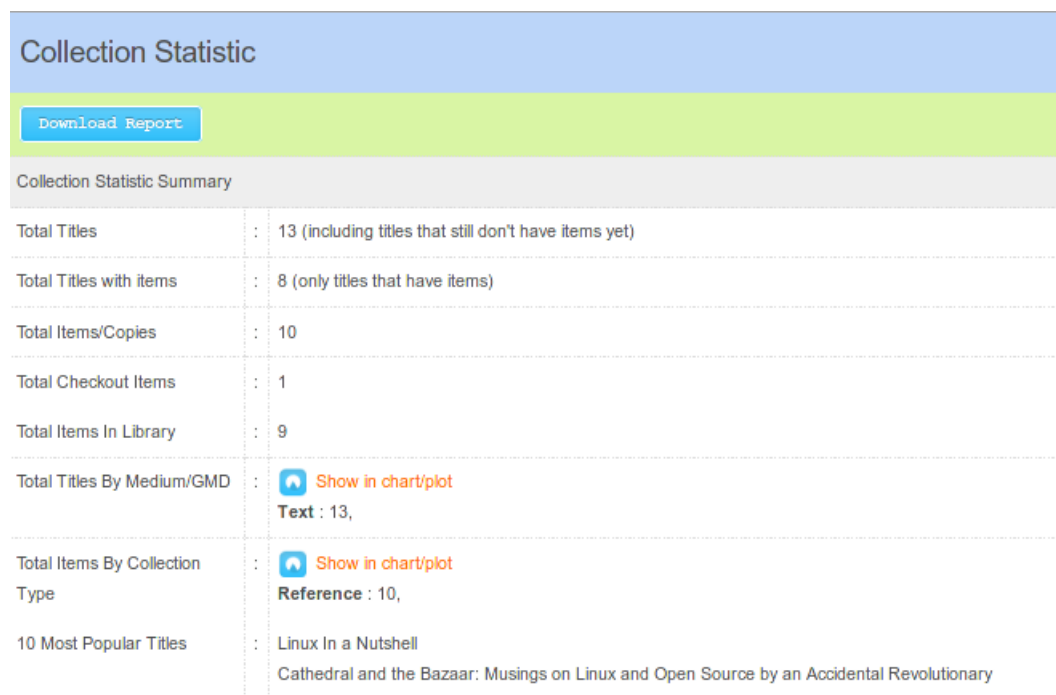 Collection Statistic
Download Report
Collection Statistic Summary
Total Titles : 13 (including titles that still don't have items yet)
Total Titles with items : 8 (only titles that have items)
Total Items/Copies : 10
Total Checkout Items : 1
Total Items In Library : 9
Total Titles By Medium/GMD : Show in chart/plot
Text : 13,
Total Items By Collection : Show in chart/plot
Type Reference : 10,
10 Most Popular Titles : Linux In a Nutshell
Cathedral and the Bazaar: Musings on Linux and Open Source by an Accidental Revolutionary